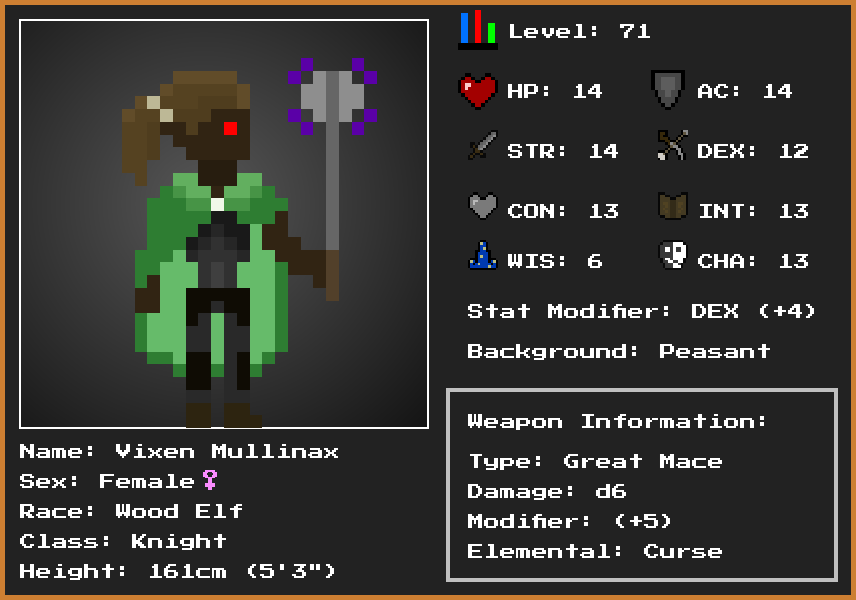 Level: 71
HP: 14 AC: 14
STR: 14 DEX: 12
CON: 13 INT: 13
WIS: 6 CHA: 13
Stat Modifier: DEX (+4)
Background: Peasant
Weapon Information:
Type: Great Mace
Damage: d6
Modifier: (+5)
Elemental: Curse
Name: Vixen Mullinax
Sex: Female♀
Race: Wood Elf
Class: Knight
Height: 161cm (5'3")